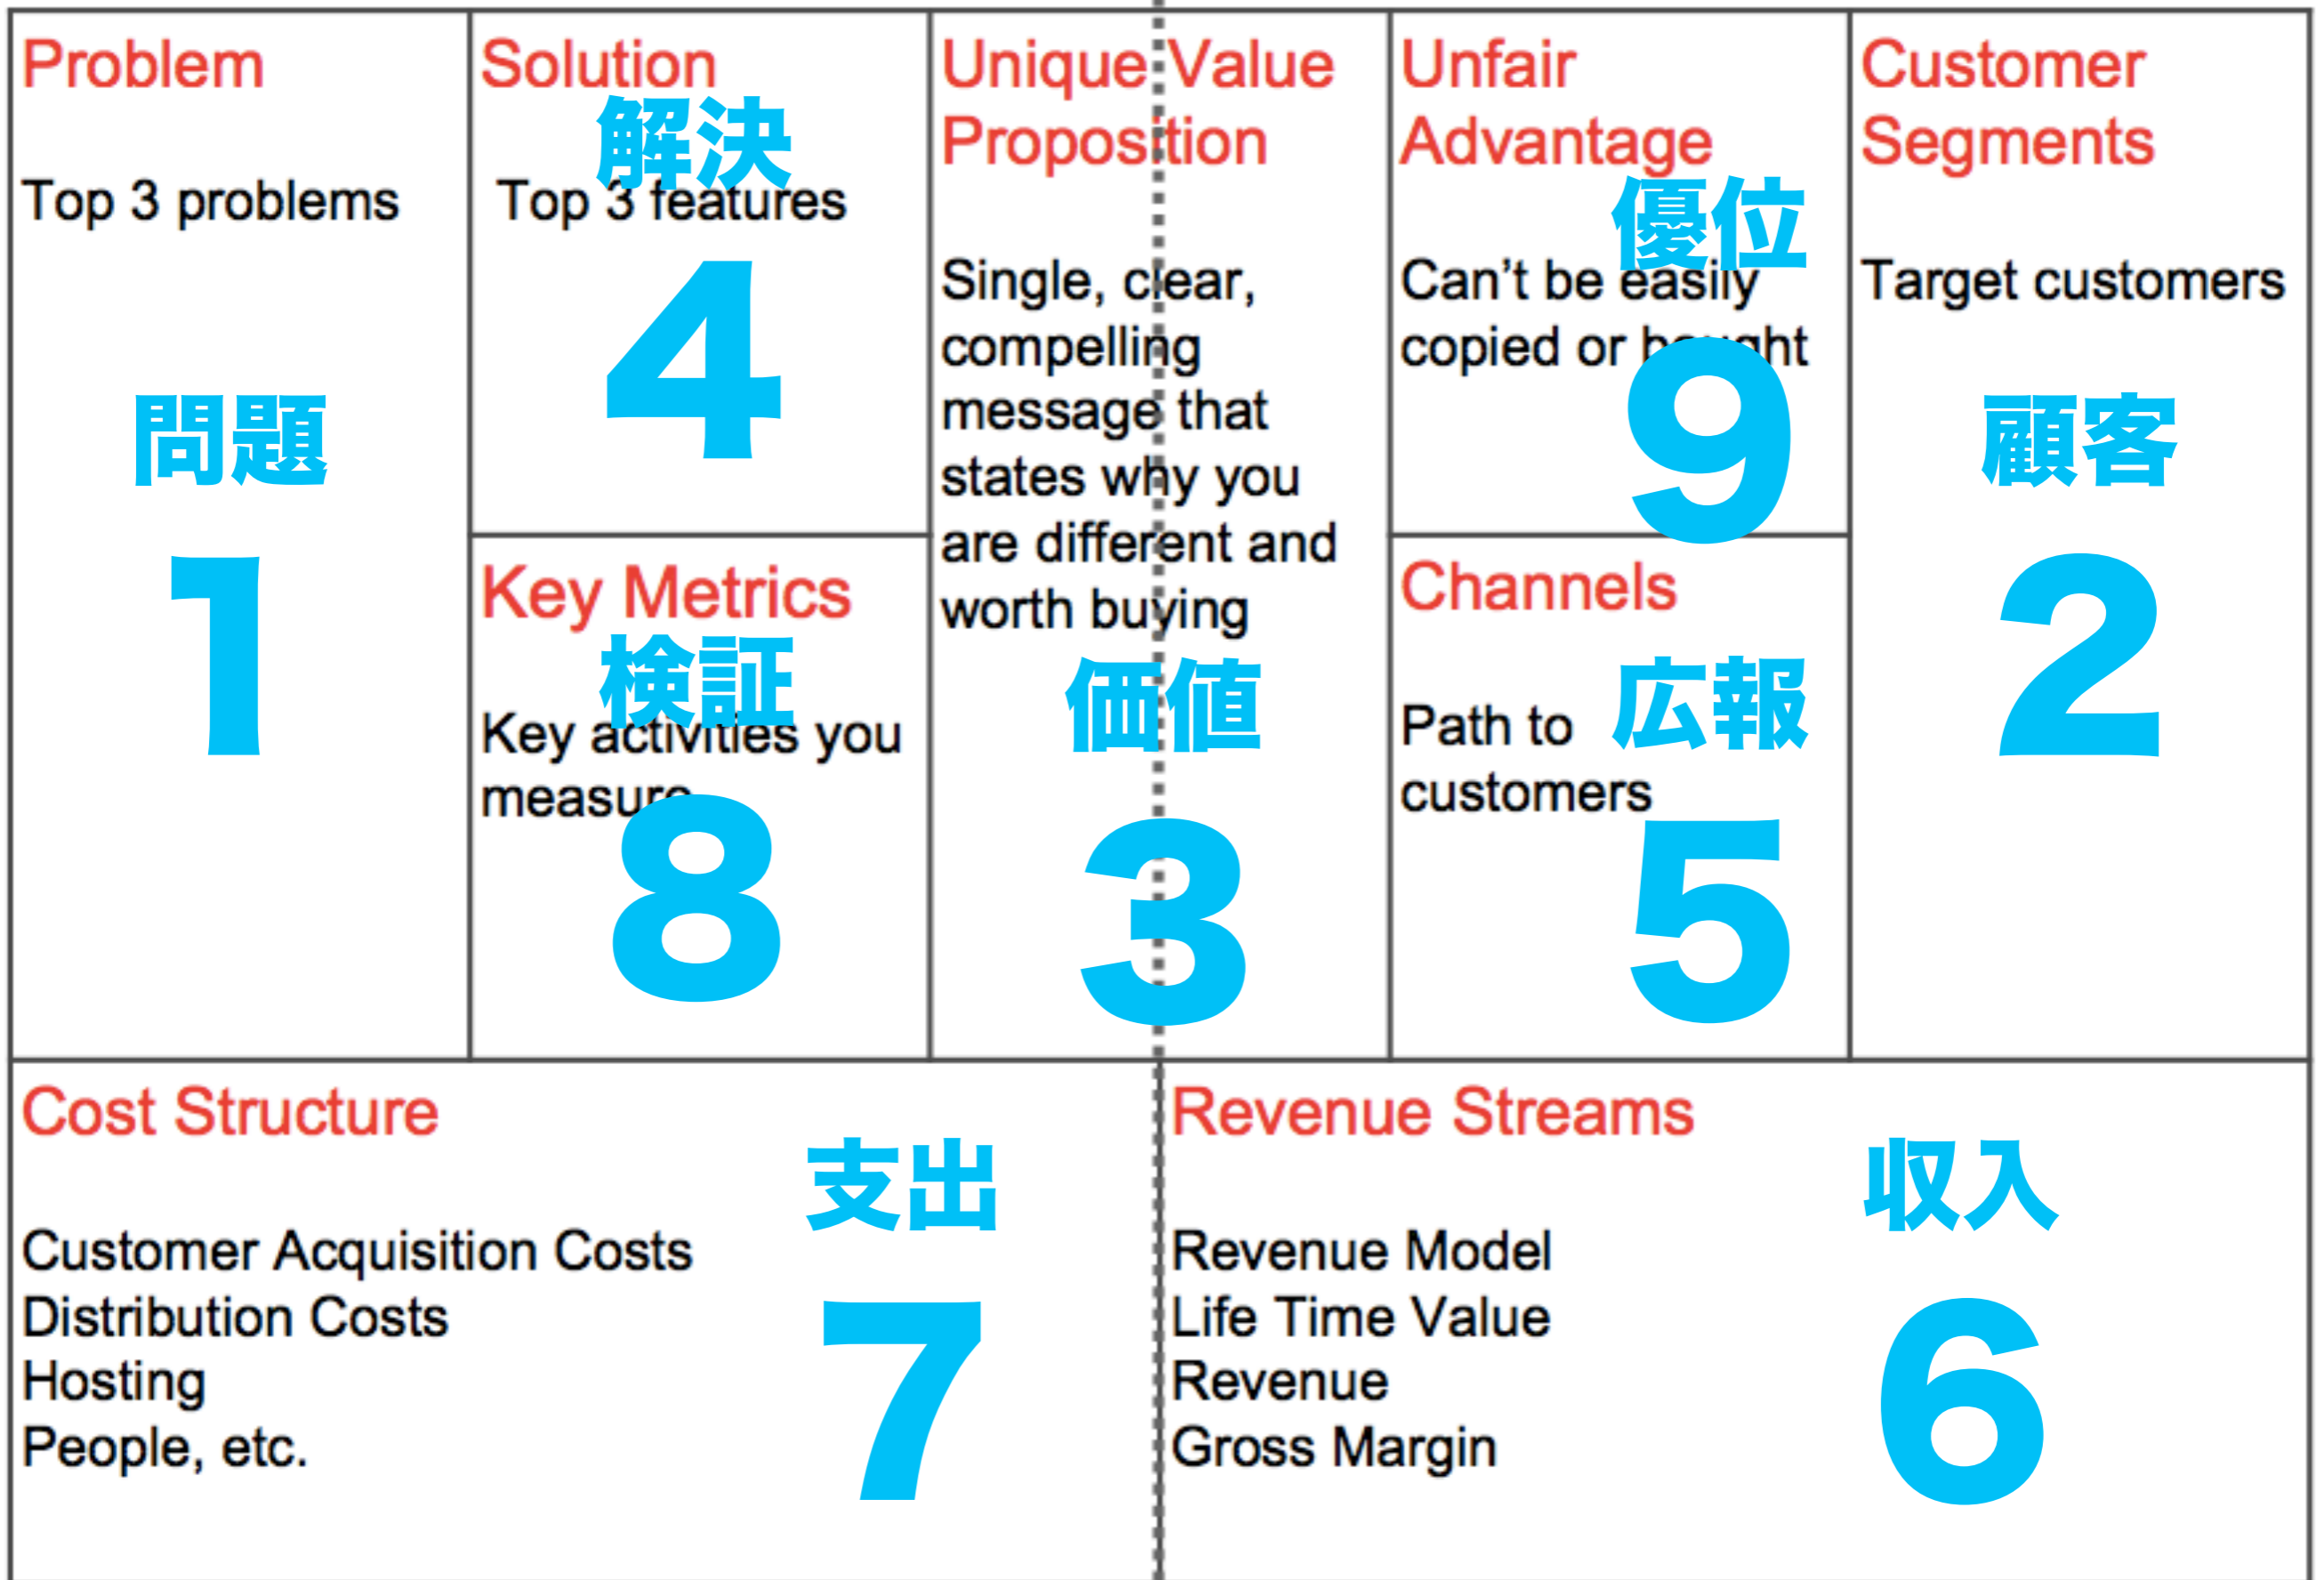 Problem
Top 3 problems
問題
1
Solution
解決
Top 3 features
4
Key Metrics
検証
Key activities you
measure
8
Unique Value
Proposition
Single, clear,
compelling
message that
states why you
are different and
worth buying
価値
3
Unfair
Advantage
優位
Can’t be easily
copied or bought
9
Channels
広報
Path to
customers
5
Customer
Segments
Target customers
顧客
2
Cost Structure
支出
Customer Acquisition Costs
Distribution Costs
Hosting
People, etc.
7
Revenue Streams
収入
Revenue Model
Life Time Value
Revenue
Gross Margin
6